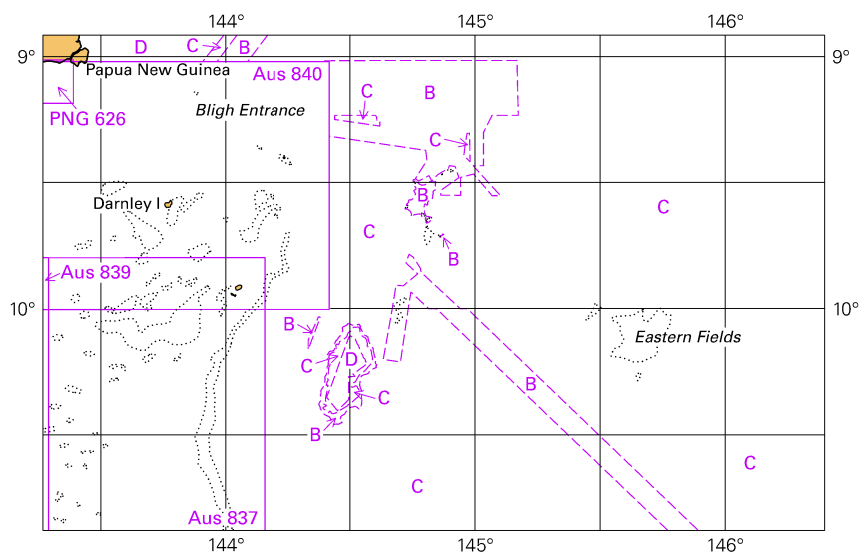 144° 145° 146°
D C B
9° 9°
Papua New Guinea Aus 840
C B
PNG 626 Bligh Entrance
C
B
Darnley I C
C
B
Aus 839
10° 10°
B Eastern Fields
D
C
B
C
B
C
C
Aus 837
144° 145° 146°